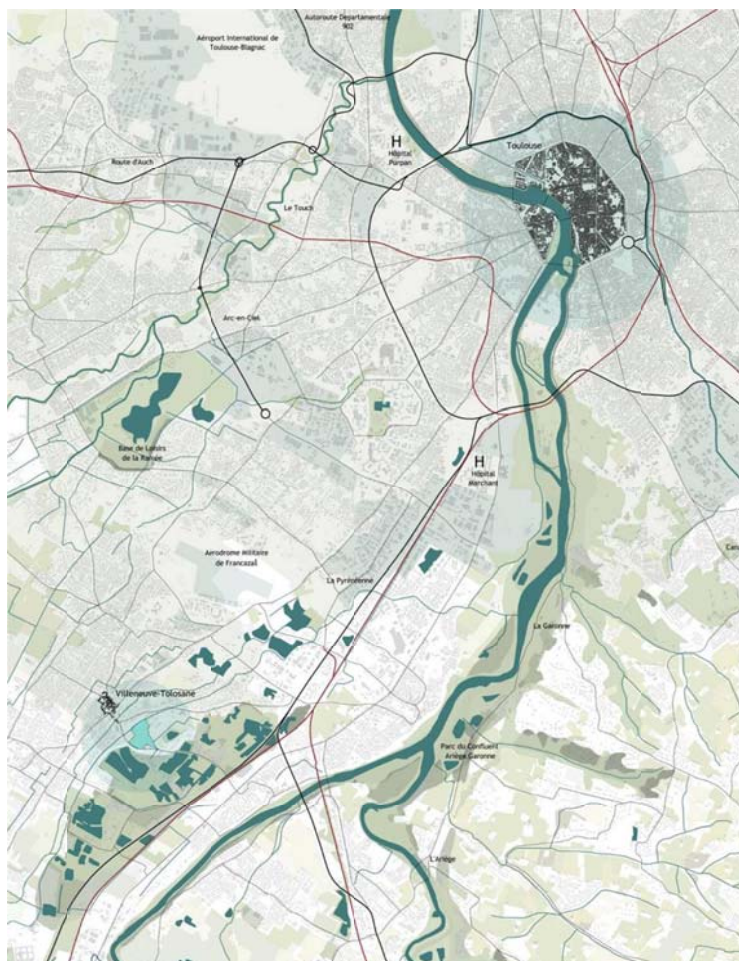 Autoroute Départementale
902
Aéroport International de
Toulouse-Blagnac
H
Hôpital
Purpan
Toulouse
Route d'Auch
Le Touch
Arc-en-Ciel
Base de Loisirs
de la Ramée
H
Hôpital
Marchant
Aerodrome Militaire
de Francazal
La Pyrénéenne
La Garonne
Villeneuve-Tolosane
Parc du Confluent
Ariège Garonne
L'Ariège